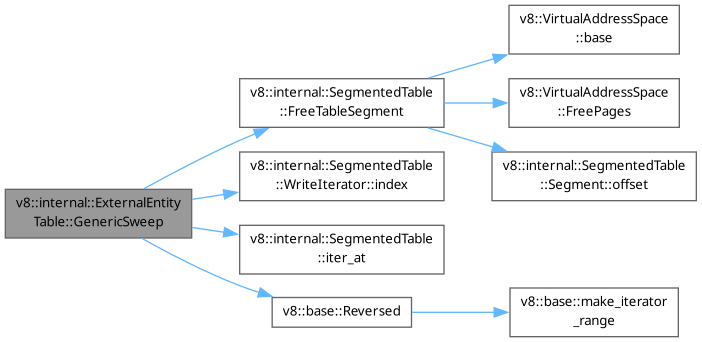 v8::internal::ExternalEntity
Table::GenericSweep
v8::internal::SegmentedTable
::FreeTableSegment
v8::VirtualAddressSpace
::base
v8::VirtualAddressSpace
::FreePages
v8::internal::SegmentedTable
::Segment::offset
v8::internal::SegmentedTable
::WriteIterator::index
v8::internal::SegmentedTable
::iter_at
v8::base::Reversed
v8::base::make_iterator
_range